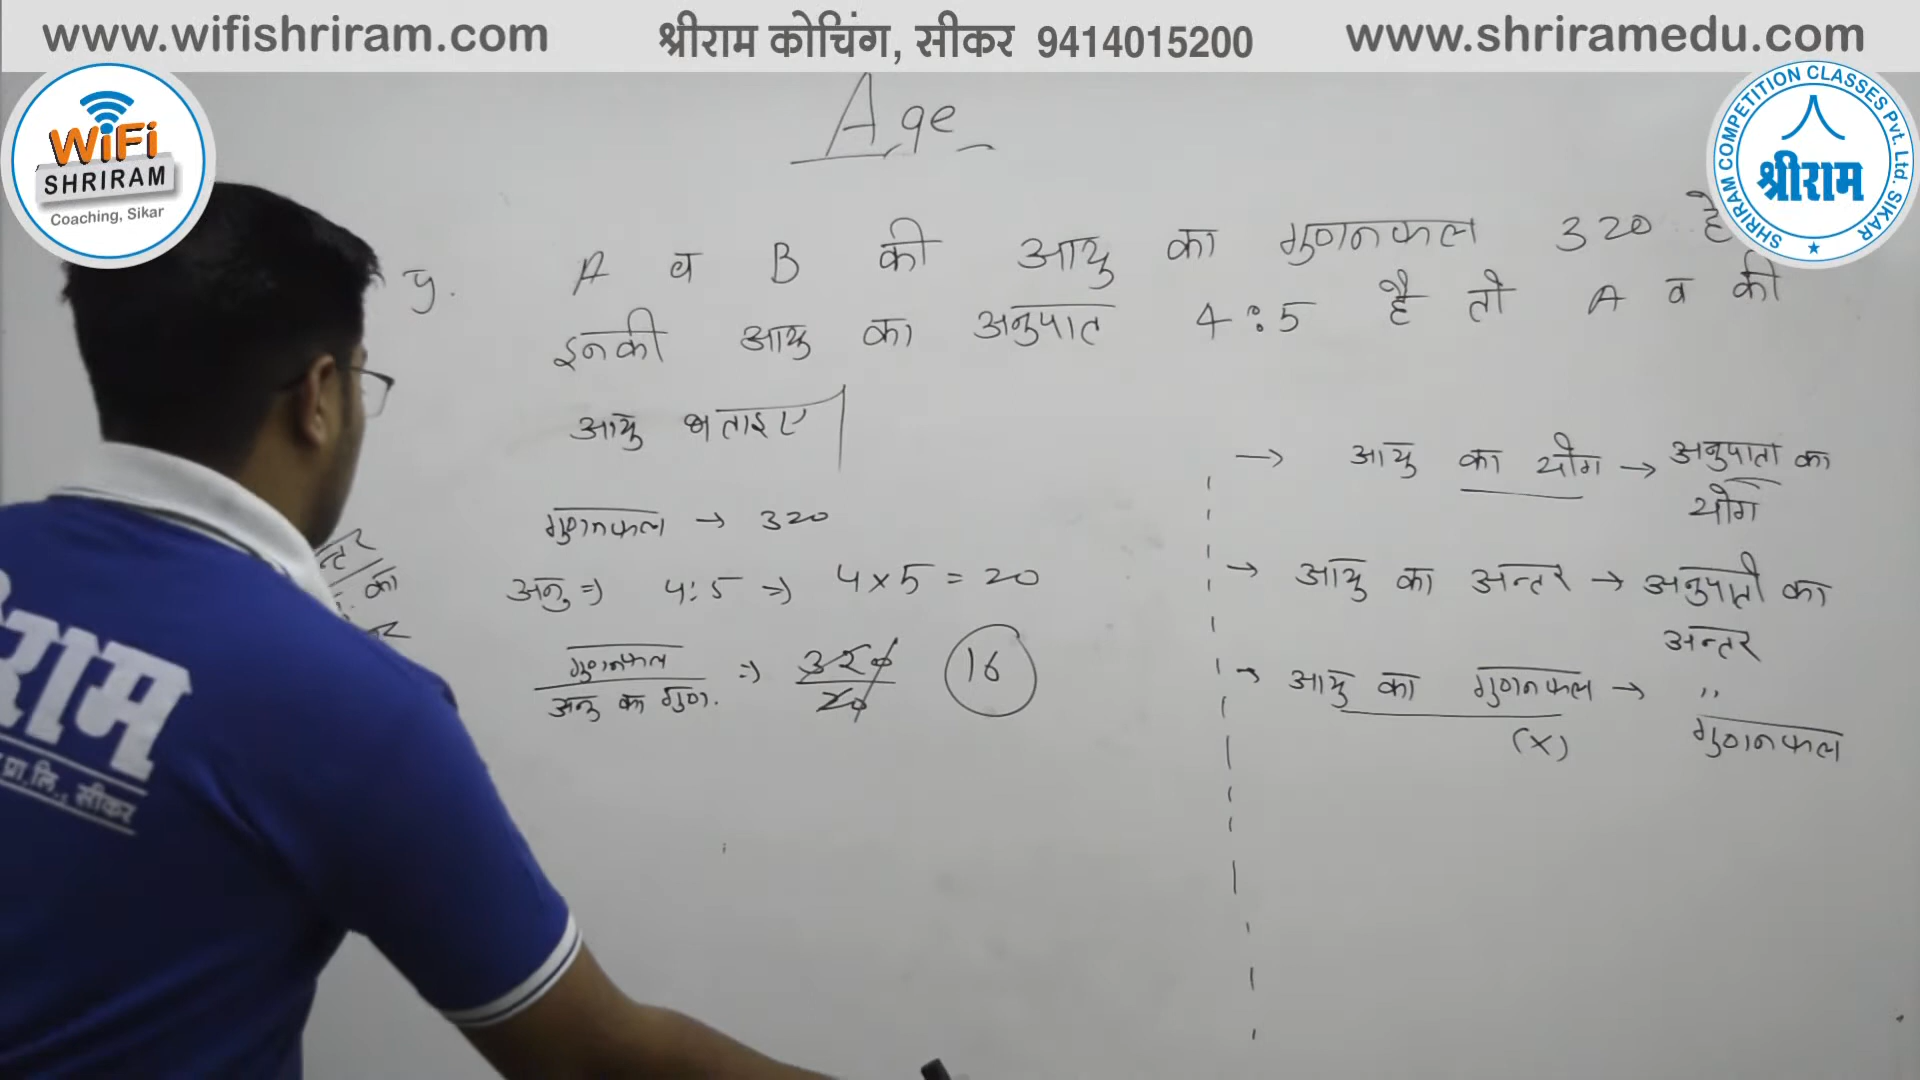 www.wifishriram.com
श्रीराम कोचिंग, सीकर 9414015200
www.shriramedu.com
WiFi
SHRIRAM
Coaching, Sikar
SHRIRAM COMPETITION CLASSES Pvt. Ltd. SIKAR
श्रीराम
Age
A व B की आयु का गुणनफल 320 है
इनकी आयु का अनुपात 4:5 है तो A व की
आयु बताइए
गुणनफल → 320
अनु ⇒ 4:5 ⇒ 4×5 = 20
गुणनफल
अनु का गुण.
⇒ 320
20
16
→ आयु का योग → अनुपातों का
योग
→ आयु का अन्तर → अनुपातों का
अन्तर
→ आयु का गुणनफल → ,,
(×) गुणनफल
का
राम
प्रा.लि., सीकर